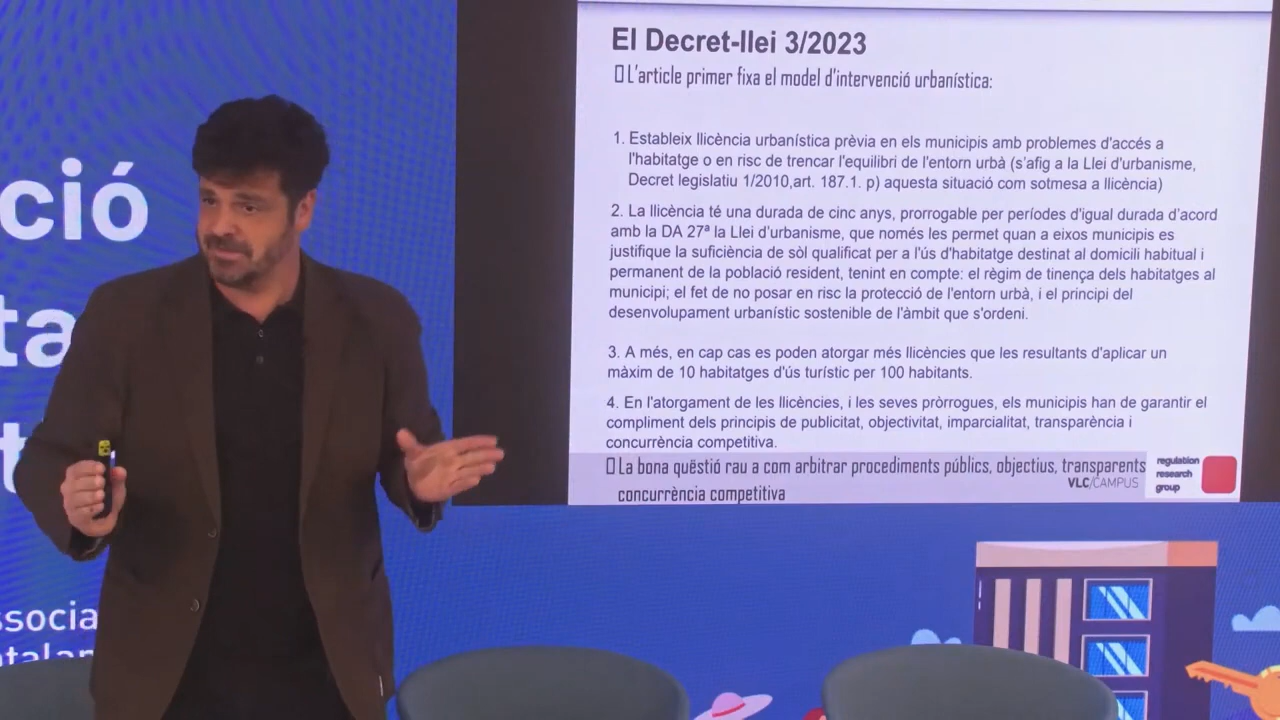 El Decret-llei 3/2023
L'article primer fixa el model d'intervenció urbanística:
1. Estableix llicència urbanística prèvia en els municipis amb problemes d'accés a
l'habitatge o en risc de trencar l'equilibri de l'entorn urbà (s'afig a la Llei d'urbanisme,
Decret legislatiu 1/2010,art. 187.1. p) aquesta situació com sotmesa a llicència)
2. La llicència té una durada de cinc anys, prorrogable per períodes d'igual durada d'acord
amb la DA 27ª la Llei d'urbanisme, que només les permet quan a eixos municipis es
justifique la suficiència de sòl qualificat per a l'ús d'habitatge destinat al domicili habitual i
permanent de la població resident, tenint en compte: el règim de tinença dels habitatges al
municipi; el fet de no posar en risc la protecció de l'entorn urbà, i el principi del
desenvolupament urbanístic sostenible de l'àmbit que s'ordeni.
3. A més, en cap cas es poden atorgar més llicències que les resultants d'aplicar un
màxim de 10 habitatges d'ús turístic per 100 habitants.
4. En l'atorgament de les llicències, i les seves pròrrogues, els municipis han de garantir el
compliment dels principis de publicitat, objectivitat, imparcialitat, transparència i
concurrència competitiva.
La bona qüestió rau a com arbitrar procediments públics, objectius, transparents
concurrència competitiva
VLC/CAMPUS
regulation
research
group
ció
ta
t
ssocia
atalan